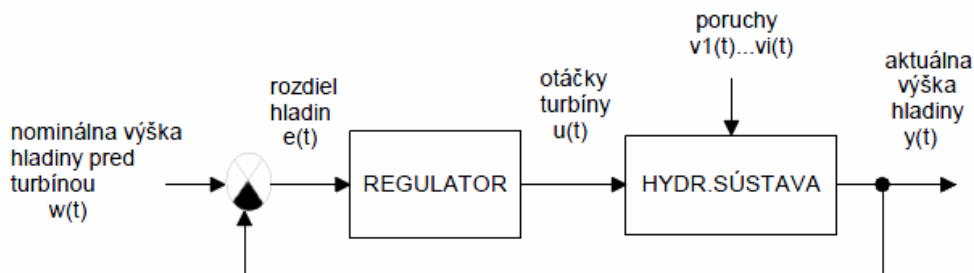 nominálna výška
hladiny pred
turbínou
w(t)
rozdiel
hladin
e(t)
REGULATOR
otáčky
turbíny
u(t)
poruchy
v1(t)...vi(t)
HYDR.SÚSTAVA
aktuálna
výška
hladiny
y(t)